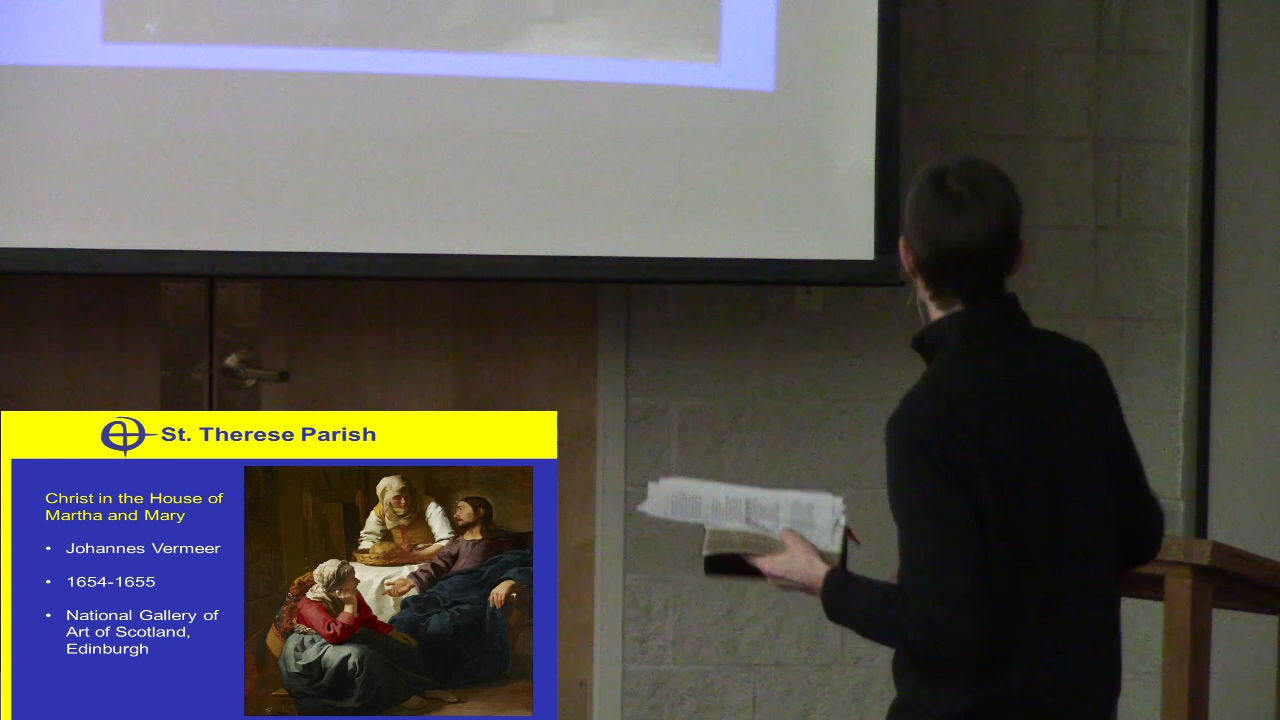 St. Therese Parish
Christ in the House of
Martha and Mary
• Johannes Vermeer
• 1654-1655
• National Gallery of
Art of Scotland,
Edinburgh